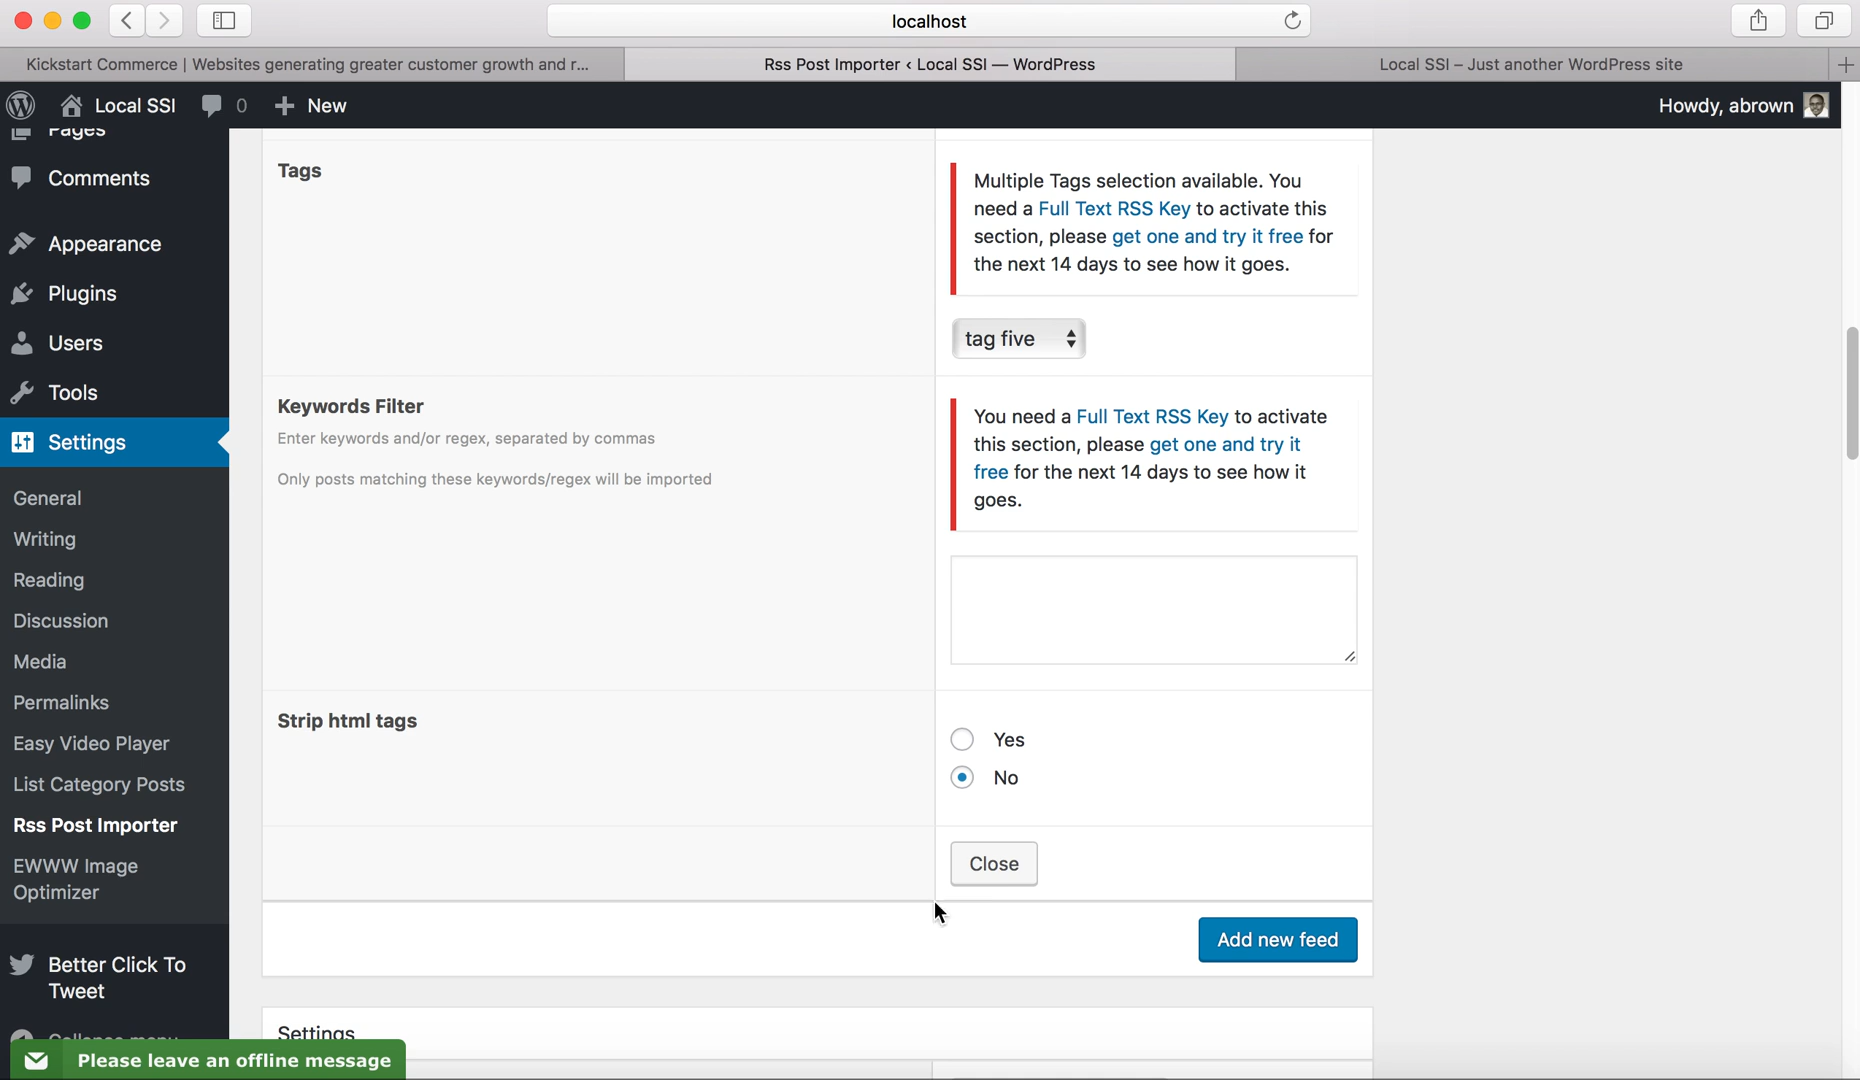 localhost
Kickstart Commerce | Websites generating greater customer growth and r...
Rss Post Importer ‹ Local SSI — WordPress
Local SSI – Just another WordPress site
Local SSI
0
New
Howdy, abrown
Pages
Comments
Appearance
Plugins
Users
Tools
Settings
General
Writing
Reading
Discussion
Media
Permalinks
Easy Video Player
List Category Posts
Rss Post Importer
EWWW Image
Optimizer
Better Click To
Tweet
Collapse menu
Tags
Multiple Tags selection available. You
need a Full Text RSS Key to activate this
section, please get one and try it free for
the next 14 days to see how it goes.
tag five
Keywords Filter
Enter keywords and/or regex, separated by commas
Only posts matching these keywords/regex will be imported
You need a Full Text RSS Key to activate
this section, please get one and try it
free for the next 14 days to see how it
goes.
Strip html tags
Yes
No
Close
Add new feed
Settings
Please leave an offline message